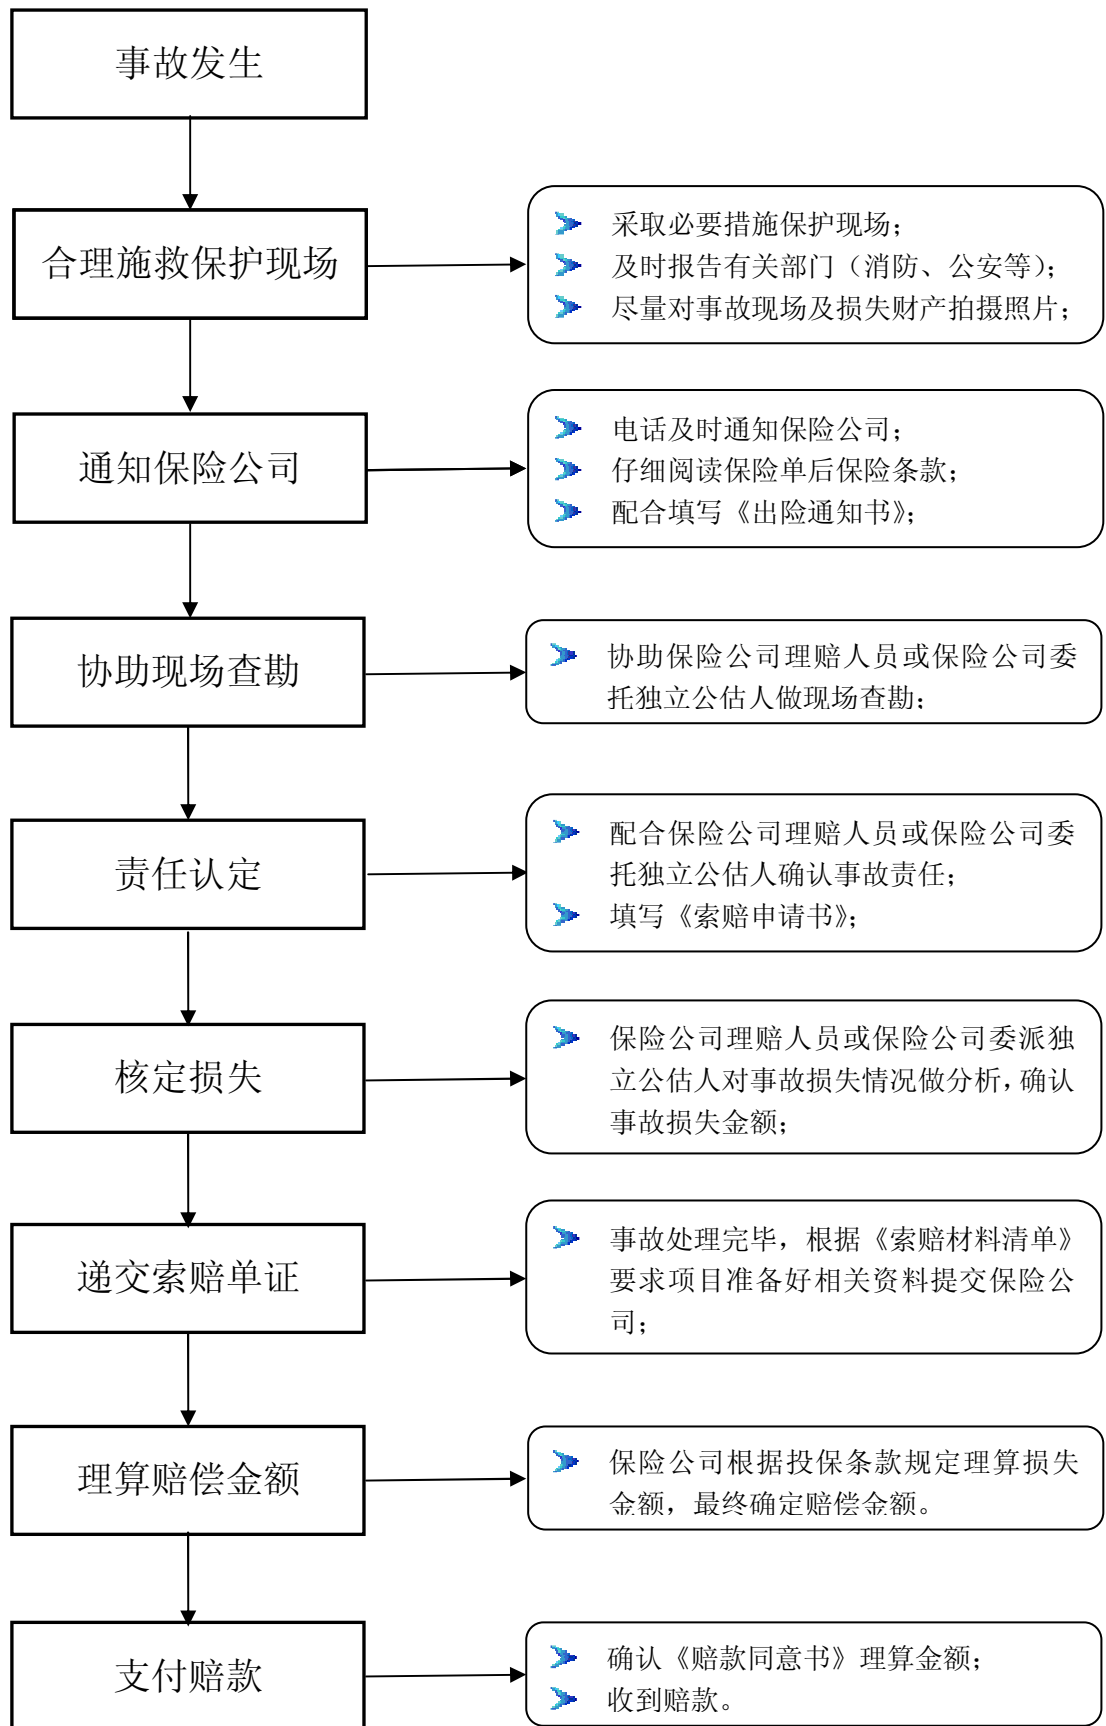 事故发生
合理施救保护现场
采取必要措施保护现场；
及时报告有关部门（消防、公安等）；
尽量对事故现场及损失财产拍摄照片；
通知保险公司
电话及时通知保险公司；
仔细阅读保险单后保险条款；
配合填写《出险通知书》；
协助现场查勘
协助保险公司理赔人员或保险公司委
托独立公估人做现场查勘；
责任认定
配合保险公司理赔人员或保险公司委
托独立公估人确认事故责任；
填写《索赔申请书》；
核定损失
保险公司理赔人员或保险公司委派独
立公估人对事故损失情况做分析，确认
事故损失金额；
递交索赔单证
事故处理完毕，根据《索赔材料清单》
要求项目准备好相关资料提交保险公
司；
理算赔偿金额
保险公司根据投保条款规定理算损失
金额，最终确定赔偿金额。
支付赔款
确认《赔款同意书》理算金额；
收到赔款。